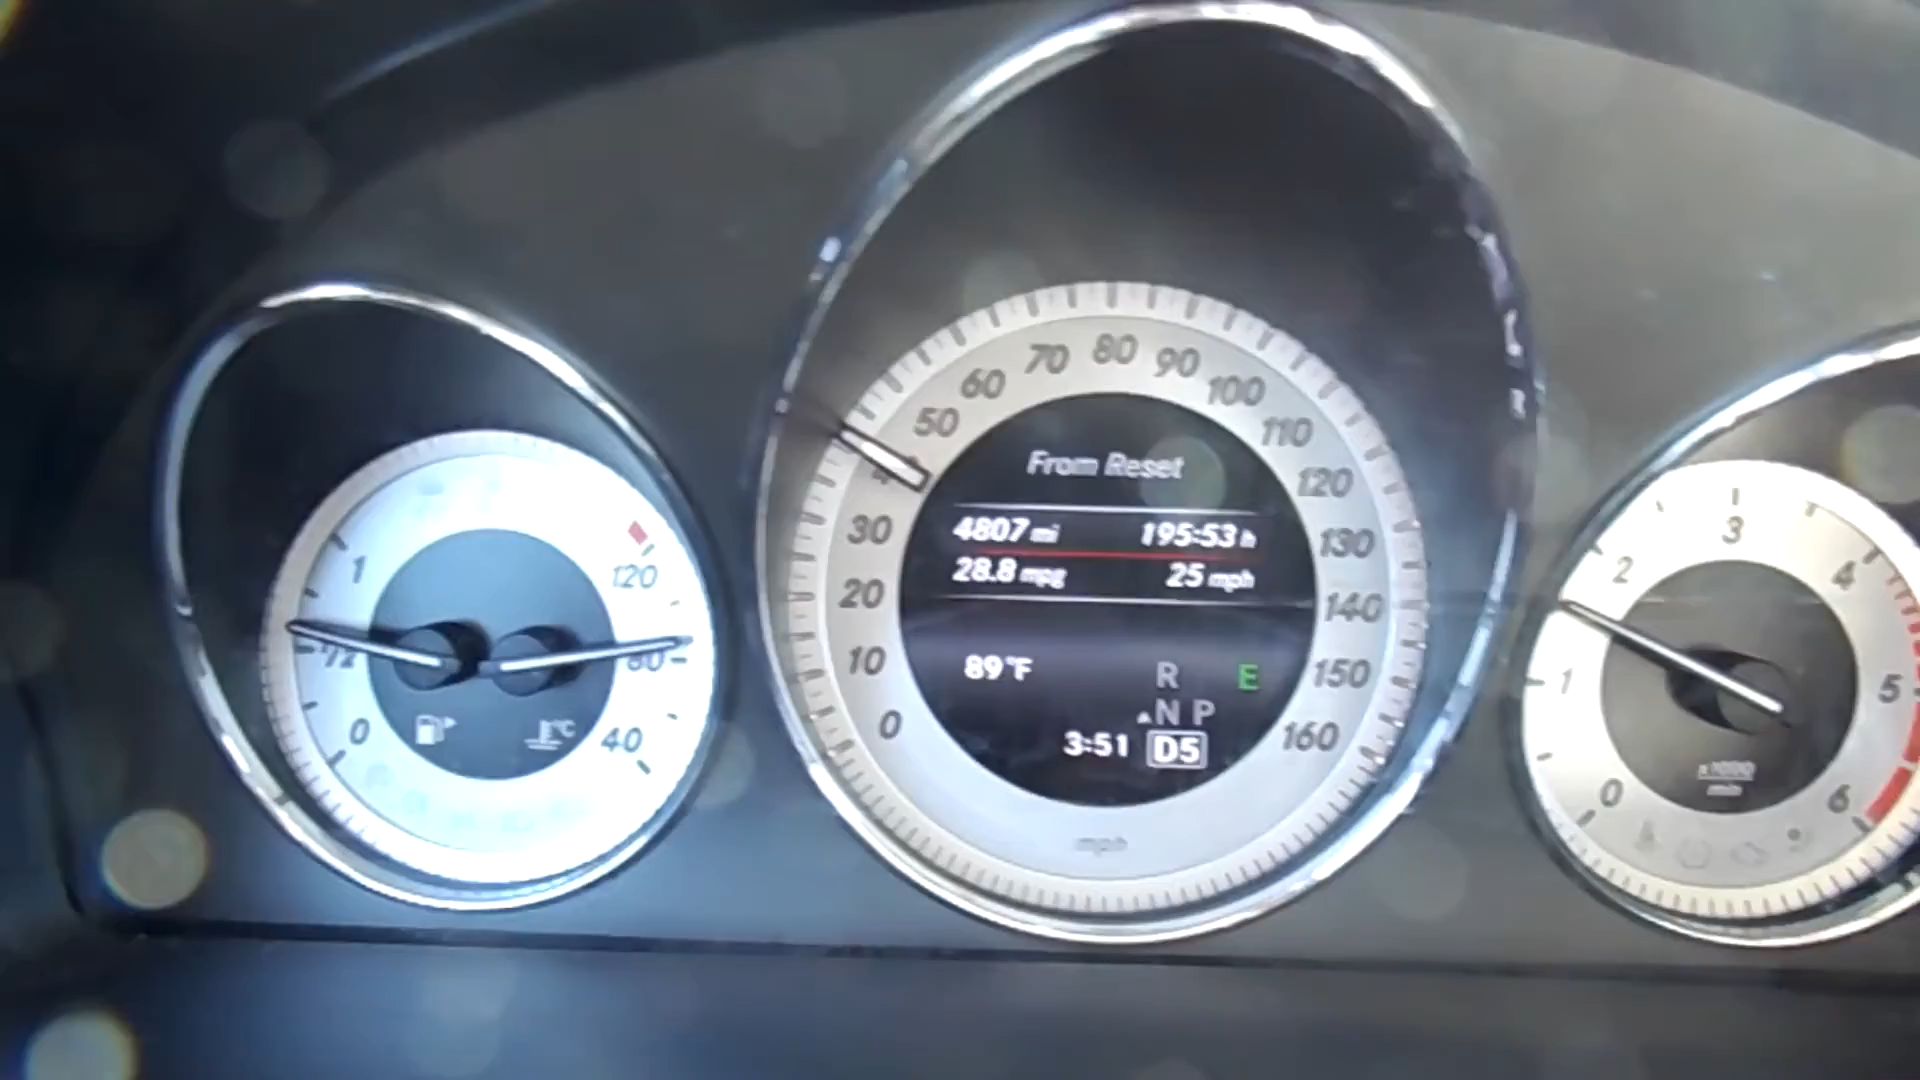 From Reset
4807 mi 195:53 h
28.8 mpg 25 mph
89°F R E
▲N P
3:51 D5
0 10 20 30 50 60 70 80 90 100 110 120 130 140 150 160
mph
1
1/2
0
120
80
40
°C
0 1 2 3 4 5 6
x1000
min